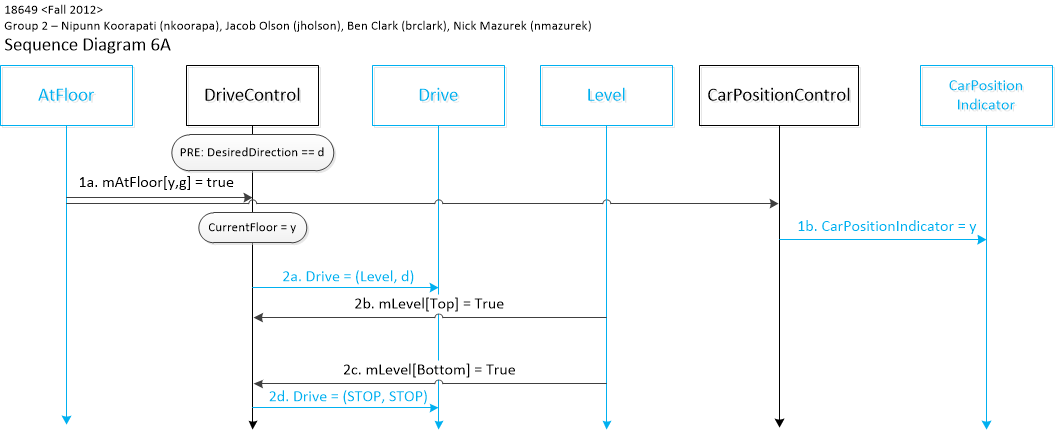 18649 <Fall 2012>
Group 2 – Nipunn Koorapati (nkoorapa), Jacob Olson (jholson), Ben Clark (brclark), Nick Mazurek (nmazurek)
Sequence Diagram 6A
AtFloor
DriveControl
Drive
Level
CarPositionControl
CarPosition
Indicator
PRE: DesiredDirection == d
1a. mAtFloor[y,g] = true
CurrentFloor = y
1b. CarPositionIndicator = y
2a. Drive = (Level, d)
2b. mLevel[Top] = True
2c. mLevel[Bottom] = True
2d. Drive = (STOP, STOP)